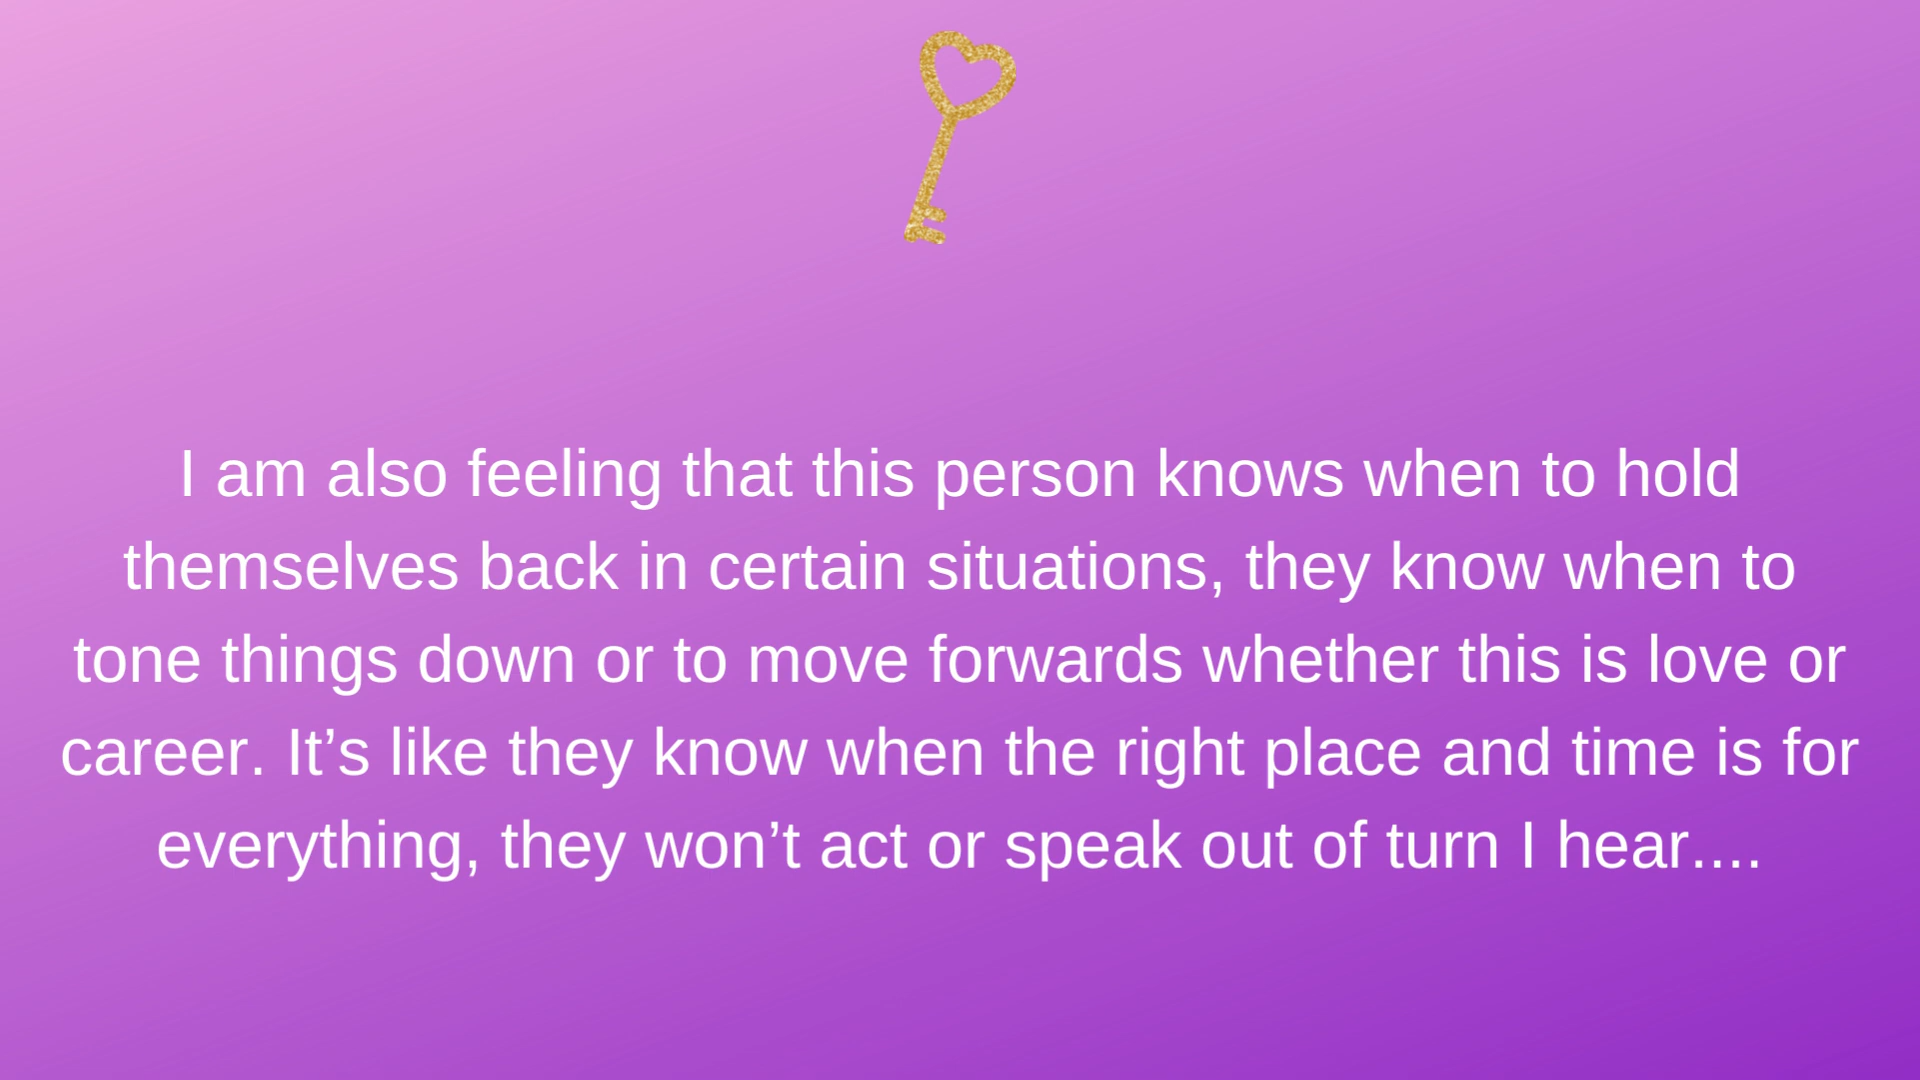 I am also feeling that this person knows when to hold
themselves back in certain situations, they know when to
tone things down or to move forwards whether this is love or
career. It’s like they know when the right place and time is for
everything, they won’t act or speak out of turn I hear....